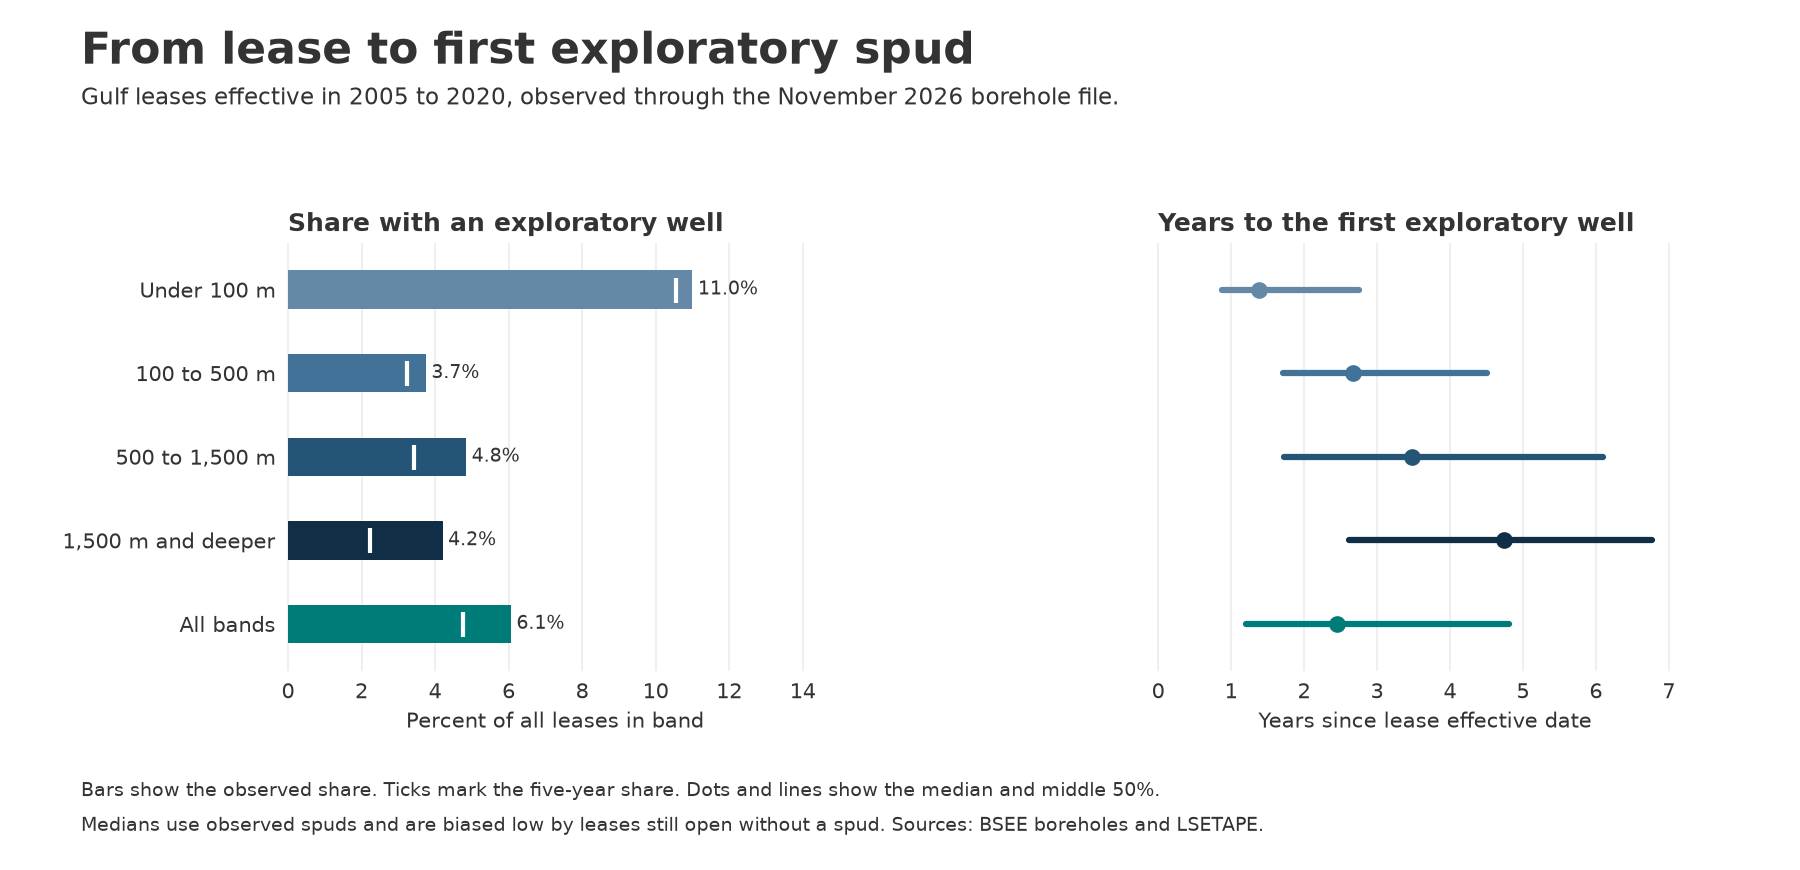 From lease to first exploratory spud
Gulf leases effective in 2005 to 2020, observed through the November 2026 borehole file.
Share with an exploratory well
Under 100 m
11.0%
100 to 500 m
3.7%
500 to 1,500 m
4.8%
1,500 m and deeper
4.2%
All bands
6.1%
0 2 4 6 8 10 12 14
Percent of all leases in band
Years to the first exploratory well
0 1 2 3 4 5 6 7
Years since lease effective date
Bars show the observed share. Ticks mark the five-year share. Dots and lines show the median and middle 50%.
Medians use observed spuds and are biased low by leases still open without a spud. Sources: BSEE boreholes and LSETAPE.